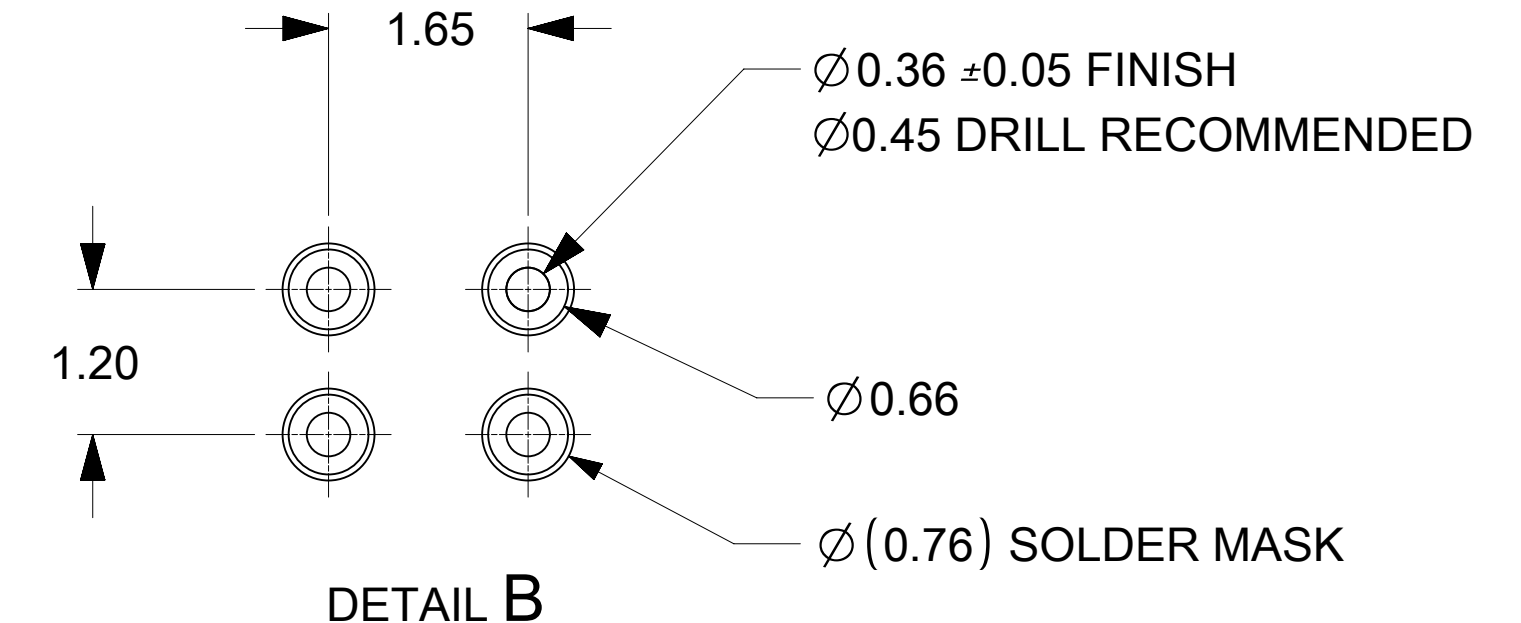 1.65
∅0.36 ±0.05 FINISH
∅0.45 DRILL RECOMMENDED
1.20
∅0.66
∅(0.76) SOLDER MASK
DETAIL B